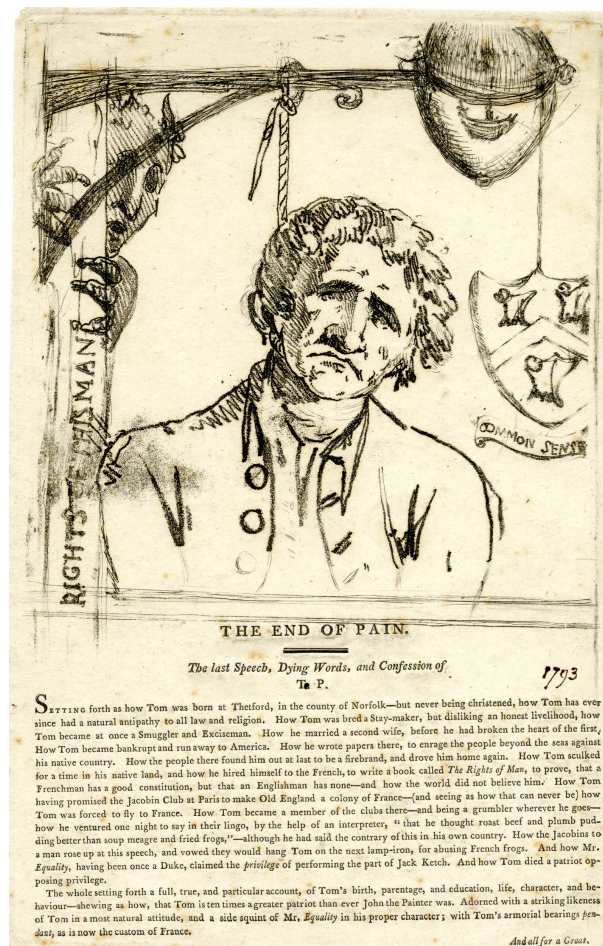 RIGHTS OF THIS MAN
COMMON SENSE
THE END OF PAIN.
The last Speech, Dying Words, and Confession of
T. P.
1793
SETTING forth as how Tom was born at Thetford, in the county of Norfolk—but never being christened, how Tom has ever
since had a natural antipathy to all law and religion. How Tom was bred a Stay-maker, but disliking an honest livelihood, how
Tom became at once a Smuggler and Exciseman. How he married a second wife, before he had broken the heart of the first,
How Tom became bankrupt and run away to America. How he wrote papers there, to enrage the people beyond the seas against
his native country. How the people there found him out at last to be a firebrand, and drove him home again. How Tom sculked
for a time in his native land, and how he hired himself to the French, to write a book called The Rights of Man, to prove, that a
Frenchman has a good constitution, but that an Englishman has none—and how the world did not believe him. How Tom
having promised the Jacobin Club at Paris to make Old England a colony of France—(and seeing as how that can never be) how
Tom was forced to fly to France. How Tom became a member of the clubs there—and being a grumbler wherever he goes—
how he ventured one night to say in their lingo, by the help of an interpreter, " that he thought roast beef and plumb pud-
ding better than soup meagre and fried frogs,"—although he had said the contrary of this in his own country. How the Jacobins to
a man rose up at this speech, and vowed they would hang Tom on the next lamp-iron, for abusing French frogs. And how Mr.
Equality, having been once a Duke, claimed the privilege of performing the part of Jack Ketch. And how Tom died a patriot op-
posing privilege.
The whole setting forth a full, true, and particular account, of Tom's birth, parentage, and education, life, character, and be-
haviour—shewing as how, that Tom is ten times a greater patriot than ever John the Painter was. Adorned with a striking likeness
of Tom in a most natural attitude, and a side squint of Mr. Equality in his proper character; with Tom's armorial bearings pen-
dant, as is now the custom of France.
And all for a Groat.